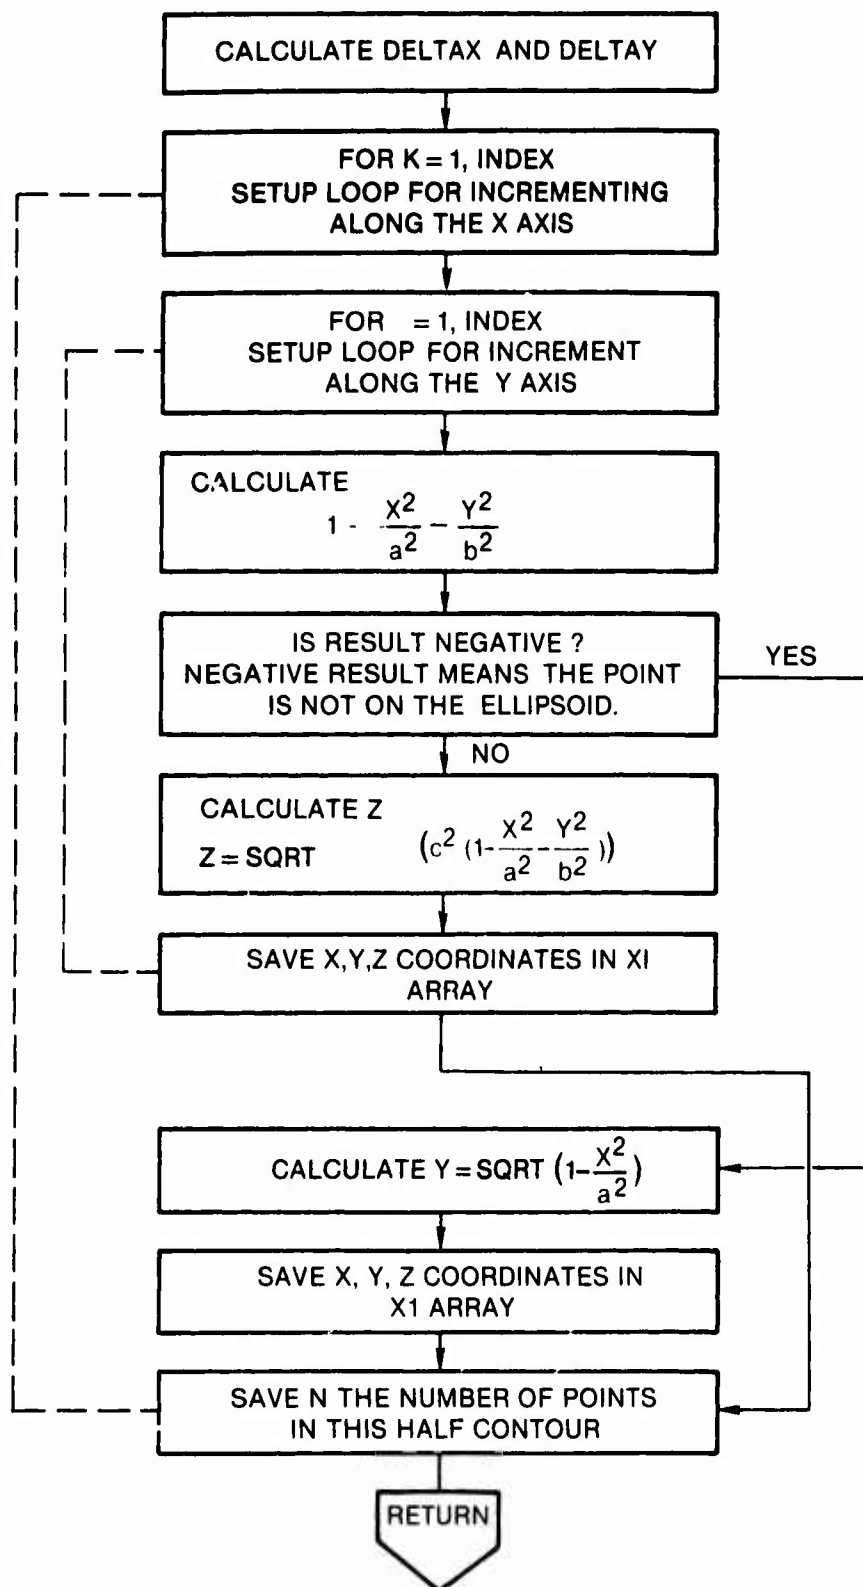 CALCULATE DELTAX AND DELTAY
FOR K = 1, INDEX
SETUP LOOP FOR INCREMENTING
ALONG THE X AXIS
FOR = 1, INDEX
SETUP LOOP FOR INCREMENT
ALONG THE Y AXIS
CALCULATE
1 - X²/a² - Y²/b²
IS RESULT NEGATIVE ?
NEGATIVE RESULT MEANS THE POINT
IS NOT ON THE ELLIPSOID.
YES
NO
CALCULATE Z
Z = SQRT (c² (1 - X²/a² - Y²/b² ))
SAVE X,Y,Z COORDINATES IN XI
ARRAY
CALCULATE Y = SQRT (1 - X²/a²)
SAVE X, Y, Z COORDINATES IN
X1 ARRAY
SAVE N THE NUMBER OF POINTS
IN THIS HALF CONTOUR
RETURN